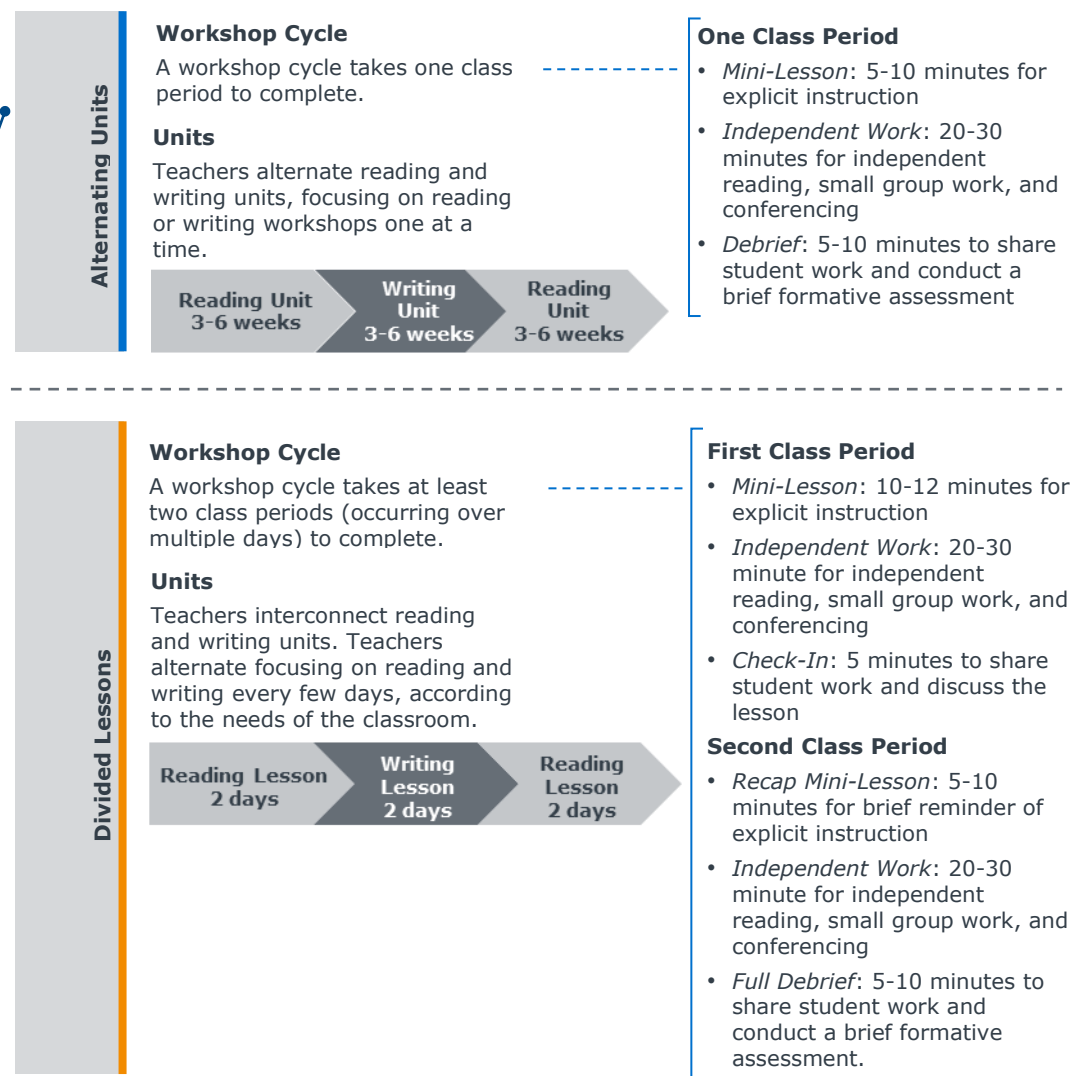 Alternating Units
Workshop Cycle
A workshop cycle takes one class
period to complete.
Units
Teachers alternate reading and
writing units, focusing on reading
or writing workshops one at a
time.
Reading Unit
3-6 weeks
Writing
Unit
3-6 weeks
Reading
Unit
3-6 weeks
One Class Period
• Mini-Lesson: 5-10 minutes for
explicit instruction
• Independent Work: 20-30
minutes for independent
reading, small group work, and
conferencing
• Debrief: 5-10 minutes to share
student work and conduct a
brief formative assessment
Divided Lessons
Workshop Cycle
A workshop cycle takes at least
two class periods (occurring over
multiple days) to complete.
Units
Teachers interconnect reading
and writing units. Teachers
alternate focusing on reading and
writing every few days, according
to the needs of the classroom.
Reading Lesson
2 days
Writing
Lesson
2 days
Reading
Lesson
2 days
First Class Period
• Mini-Lesson: 10-12 minutes for
explicit instruction
• Independent Work: 20-30
minute for independent
reading, small group work, and
conferencing
• Check-In: 5 minutes to share
student work and discuss the
lesson
Second Class Period
• Recap Mini-Lesson: 5-10
minutes for brief reminder of
explicit instruction
• Independent Work: 20-30
minute for independent
reading, small group work, and
conferencing
• Full Debrief: 5-10 minutes to
share student work and
conduct a brief formative
assessment.